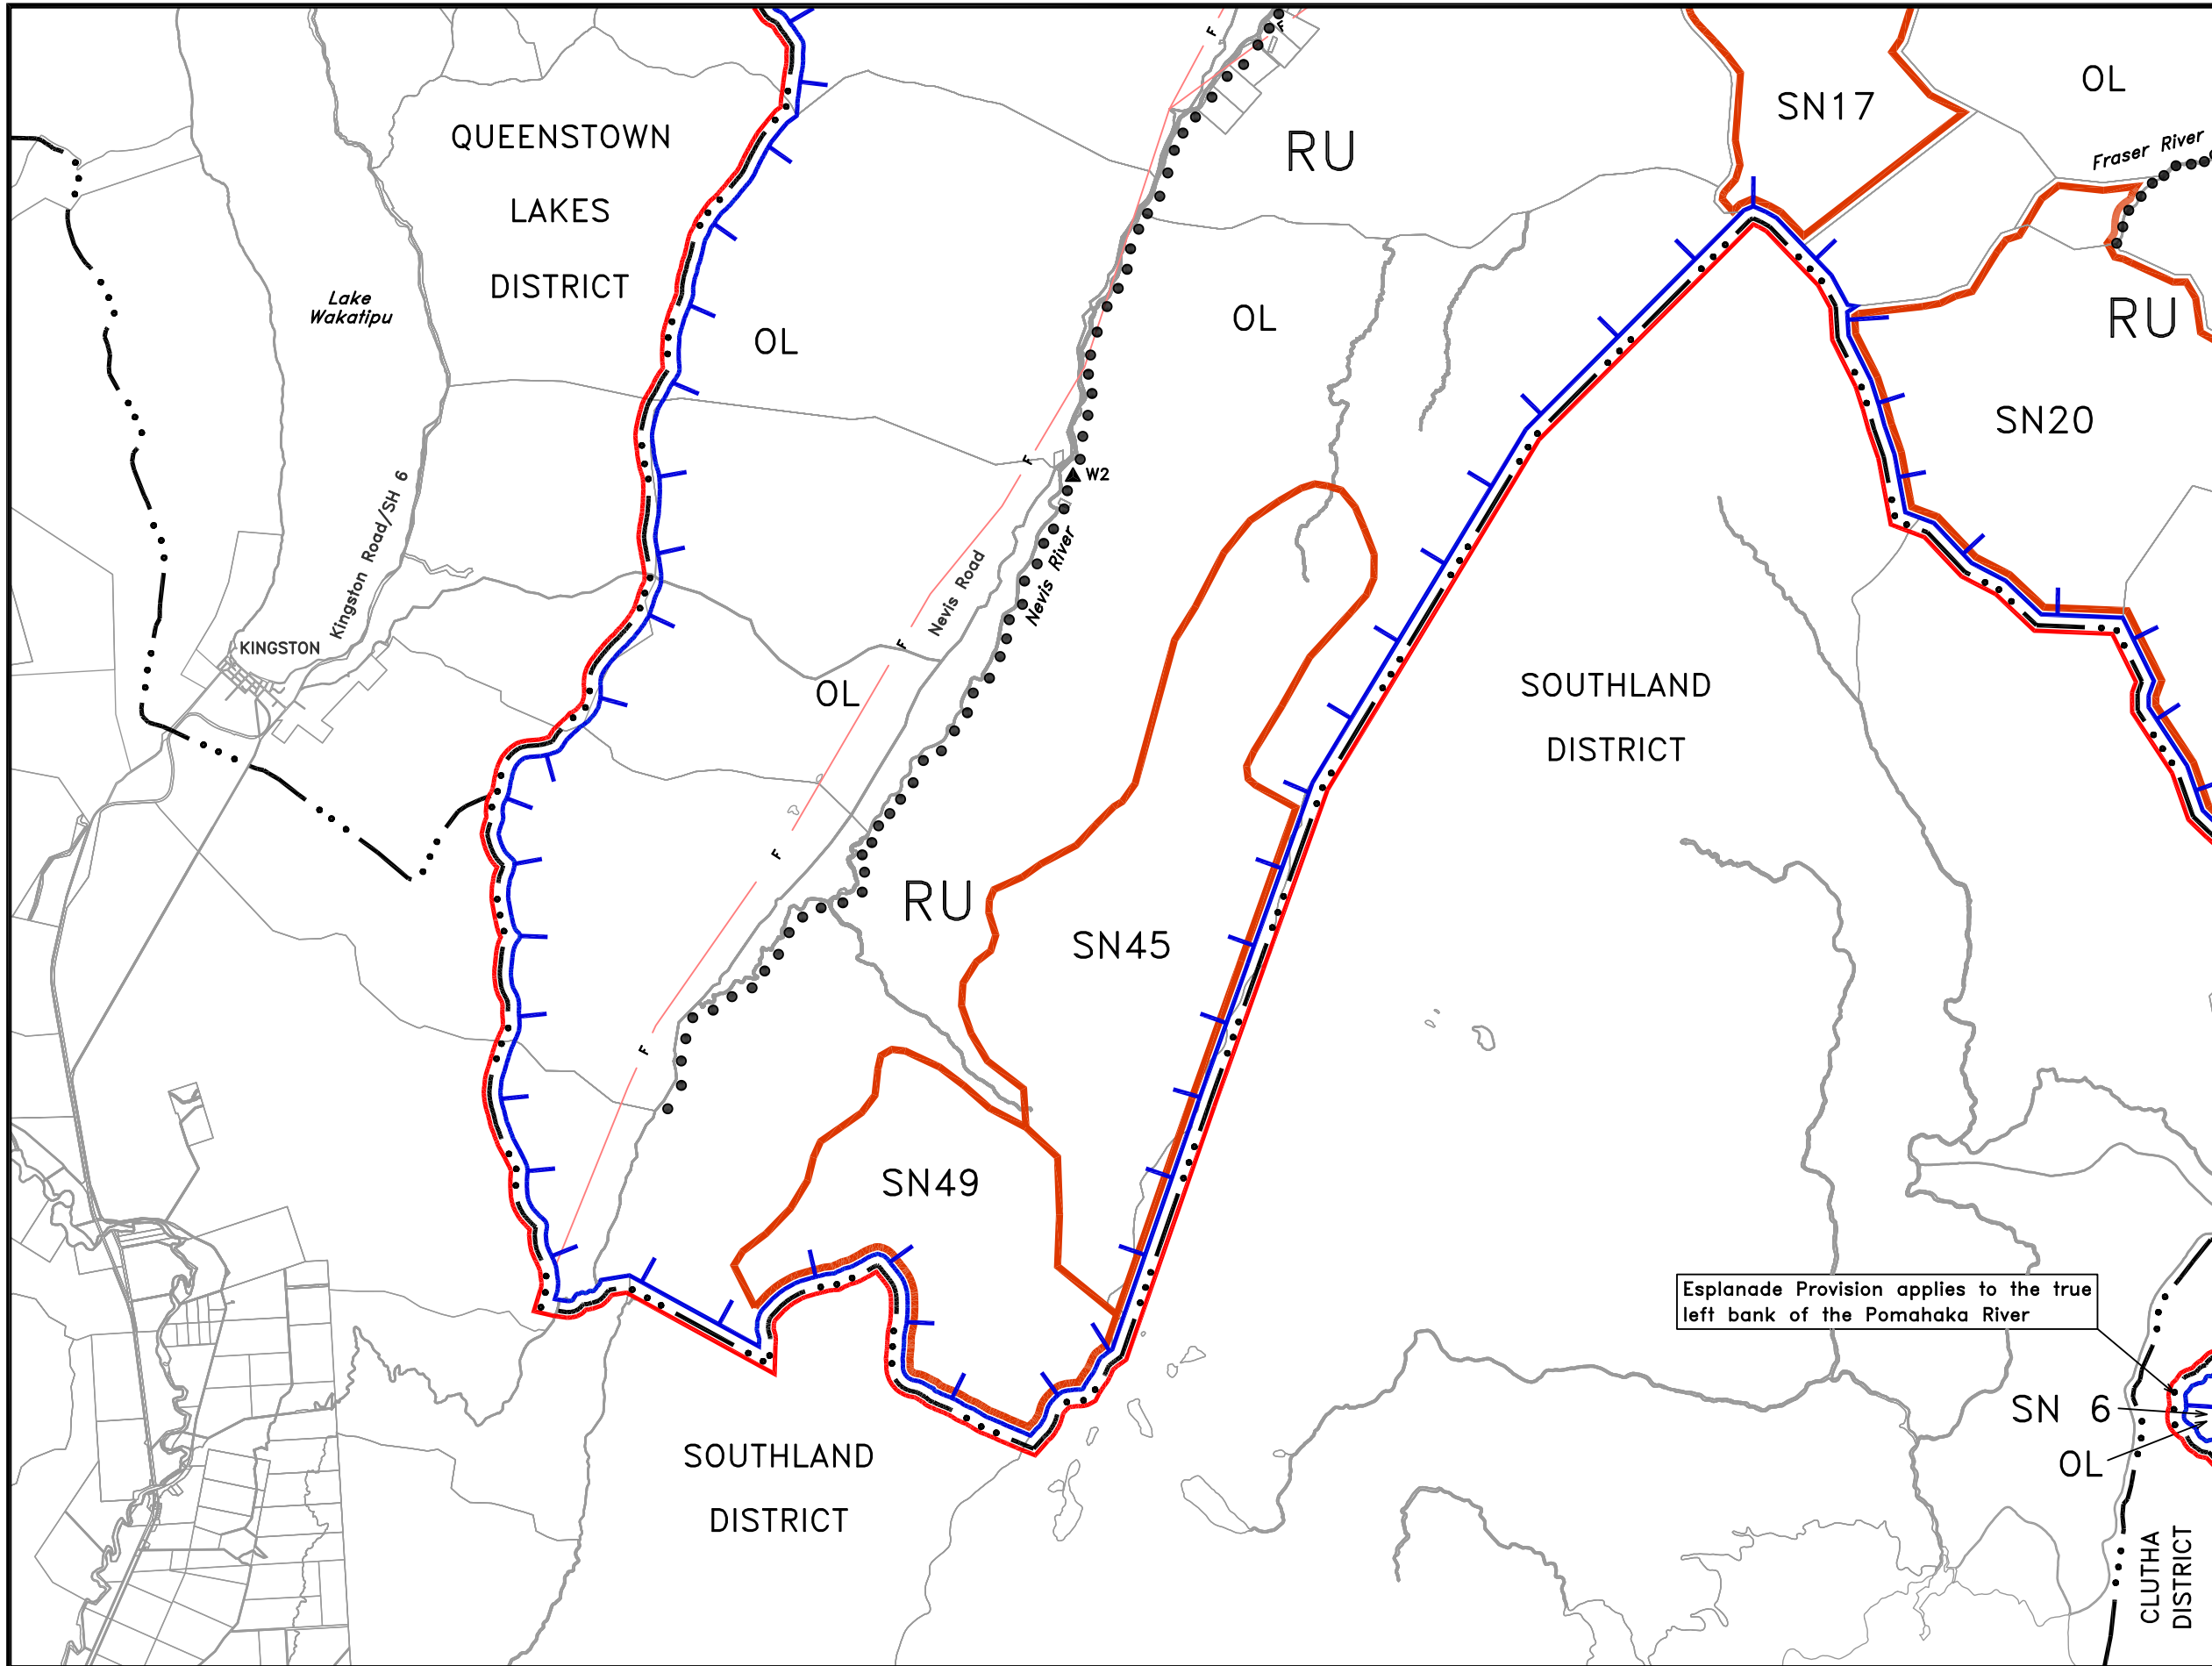 SN17
OL
QUEENSTOWN
LAKES
DISTRICT
RU
Fraser River
Lake
Wakatipu
OL
OL
RU
SN20
F
F
F
W2
Kingston Road/SH 6
Nevis Road
Nevis River
KINGSTON
F
OL
SOUTHLAND
DISTRICT
F
RU
SN45
F
SN49
Esplanade Provision applies to the true
left bank of the Pomahaka River
SN 6
OL
SOUTHLAND
DISTRICT
CLUTHA
DISTRICT